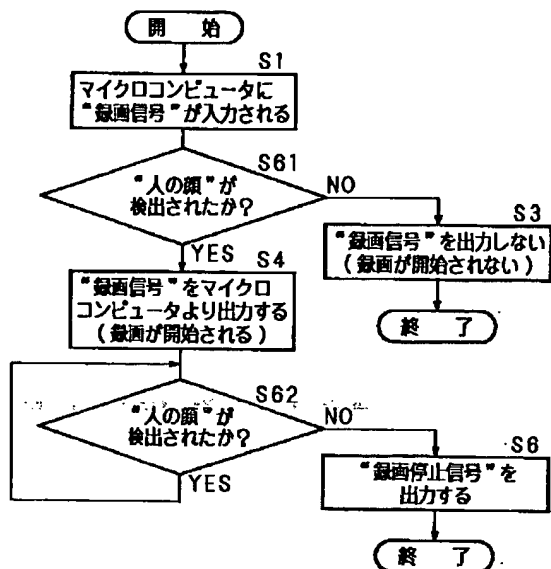 開 始
S1
マイクロコンピュータに
"録画信号"が入力される
S61
"人の顔"が
検出されたか?
NO
YES
S3
"録画信号"を出力しない
(録画が開始されない)
終 了
S4
"録画信号"をマイクロ
コンピュータより出力する
(録画が開始される)
S62
"人の顔"が
検出されたか?
NO
YES
S6
"録画停止信号"を
出力する
終 了